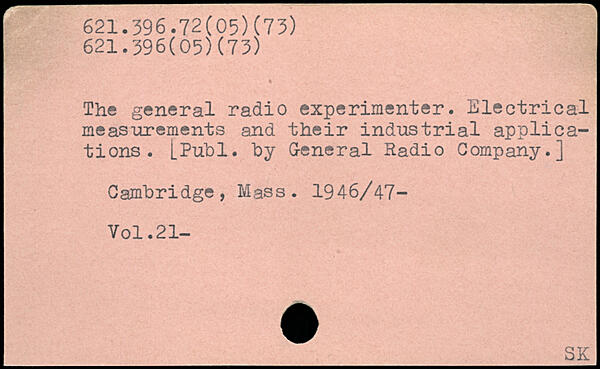 621.396.72(05)(73)
621.396(05)(73)
The general radio experimenter. Electrical
measurements and their industrial applica-
tions. [Publ. by General Radio Company.]
Cambridge, Mass. 1946/47-
Vol.21-
SK